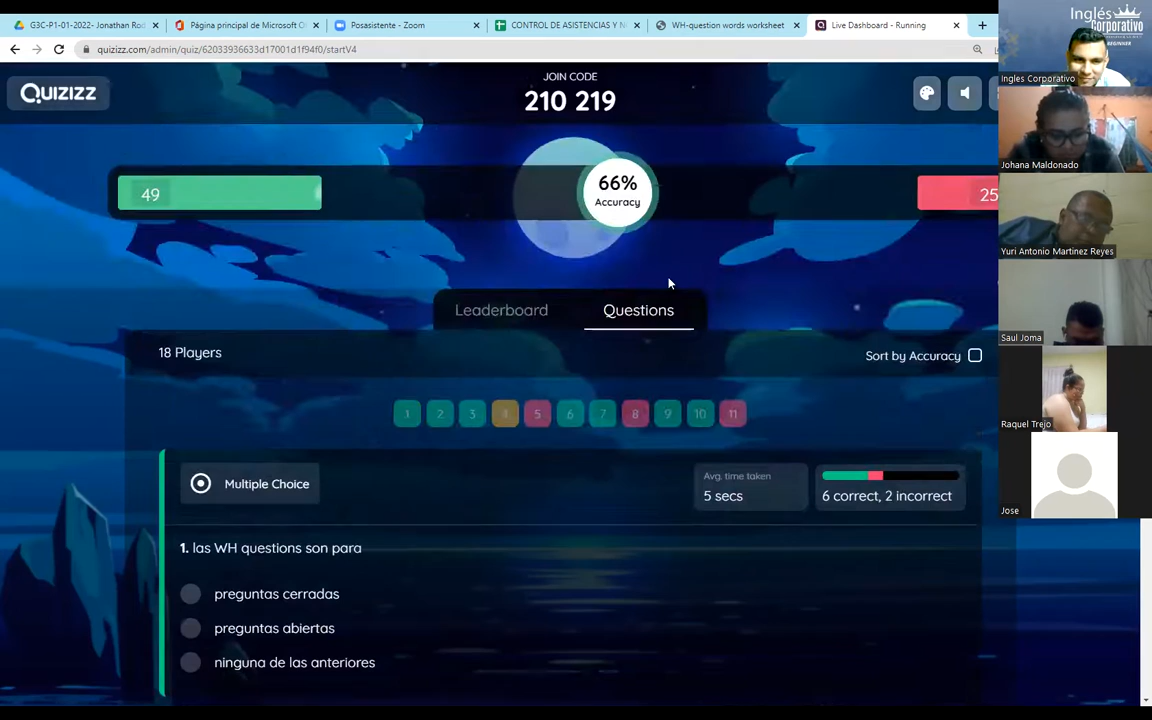 G3C-P1-01-2022- Jonathan Rod
Página principal de Microsoft O
Posasistente - Zoom
CONTROL DE ASISTENCIAS Y N
WH-question words worksheet
Live Dashboard - Running
quizizz.com/admin/quiz/62033936633d17001d1f94f0/startV4
Inglés
Corporativo
BEGINNER
Ingles Corporativo
Quizizz
JOIN CODE
210 219
Johana Maldonado
49
66%
Accuracy
25
Yuri Antonio Martinez Reyes
Leaderboard
Questions
Saul Joma
18 Players
Sort by Accuracy
1 2 3 4 5 6 7 8 9 10 11
Raquel Trejo
Multiple Choice
Avg. time taken
5 secs
6 correct, 2 incorrect
Jose
1. las WH questions son para
preguntas cerradas
preguntas abiertas
ninguna de las anteriores